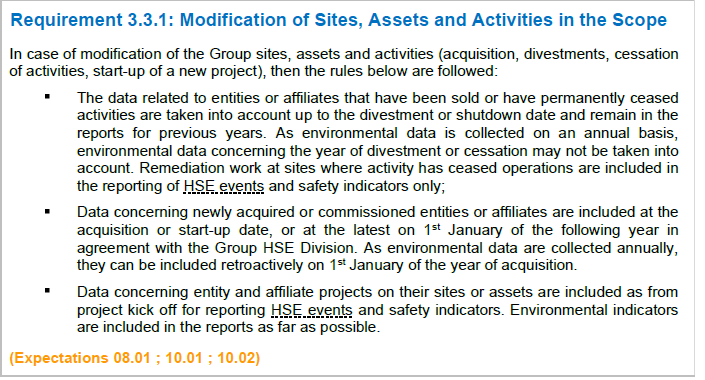 Requirement 3.3.1: Modification of Sites, Assets and Activities in the Scope
In case of modification of the Group sites, assets and activities (acquisition, divestments, cessation
of activities, start-up of a new project), then the rules below are followed:
▪ The data related to entities or affiliates that have been sold or have permanently ceased
activities are taken into account up to the divestment or shutdown date and remain in the
reports for previous years. As environmental data is collected on an annual basis,
environmental data concerning the year of divestment or cessation may not be taken into
account. Remediation work at sites where activity has ceased operations are included in
the reporting of HSE events and safety indicators only;
▪ Data concerning newly acquired or commissioned entities or affiliates are included at the
acquisition or start-up date, or at the latest on 1st January of the following year in
agreement with the Group HSE Division. As environmental data are collected annually,
they can be included retroactively on 1st January of the year of acquisition.
▪ Data concerning entity and affiliate projects on their sites or assets are included as from
project kick off for reporting HSE events and safety indicators. Environmental indicators
are included in the reports as far as possible.
(Expectations 08.01 ; 10.01 ; 10.02)